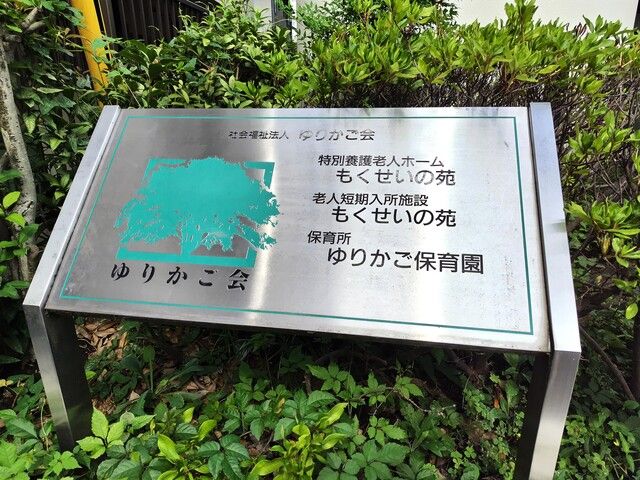 社会福祉法人 ゆりかご会
特別養護老人ホーム
もくせいの苑
老人短期入所施設
もくせいの苑
保育所
ゆりかご保育園
ゆりかご会